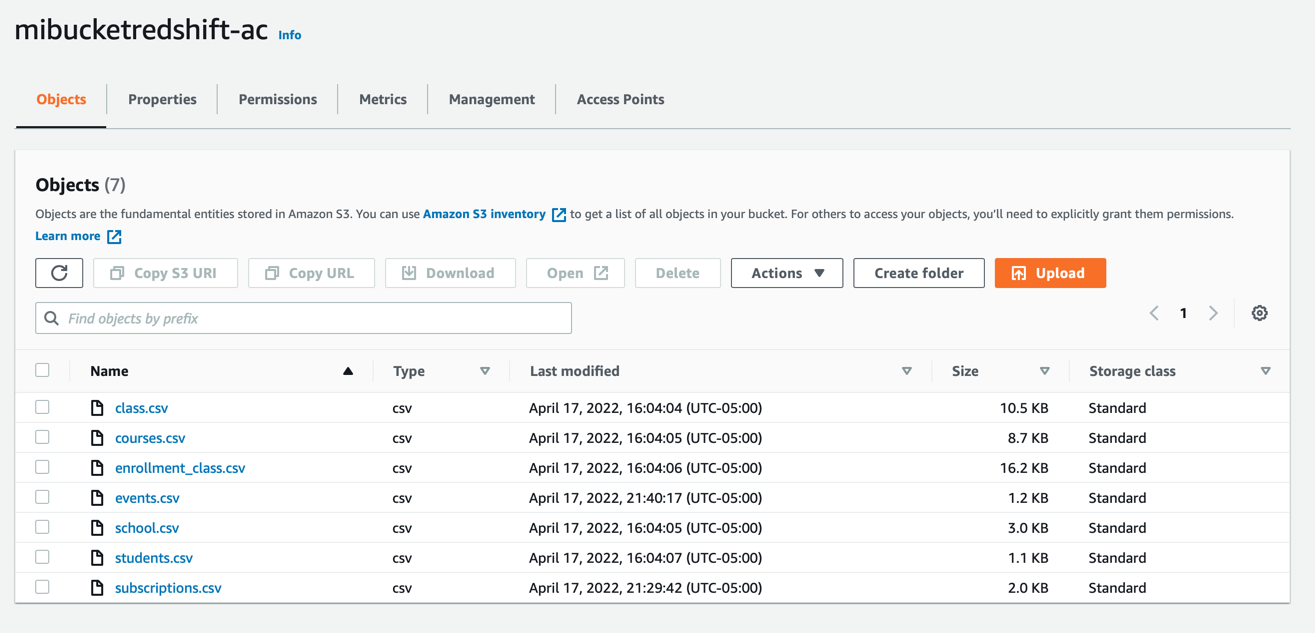 mibucketredshift-ac Info
Objects Properties Permissions Metrics Management Access Points
Objects (7)
Objects are the fundamental entities stored in Amazon S3. You can use Amazon S3 inventory to get a list of all objects in your bucket. For others to access your objects, you'll need to explicitly grant them permissions.
Learn more
Copy S3 URI Copy URL Download Open Delete Actions Create folder Upload
Find objects by prefix 1
Name Type Last modified Size Storage class
class.csv csv April 17, 2022, 16:04:04 (UTC-05:00) 10.5 KB Standard
courses.csv csv April 17, 2022, 16:04:05 (UTC-05:00) 8.7 KB Standard
enrollment_class.csv csv April 17, 2022, 16:04:06 (UTC-05:00) 16.2 KB Standard
events.csv csv April 17, 2022, 21:40:17 (UTC-05:00) 1.2 KB Standard
school.csv csv April 17, 2022, 16:04:05 (UTC-05:00) 3.0 KB Standard
students.csv csv April 17, 2022, 16:04:07 (UTC-05:00) 1.1 KB Standard
subscriptions.csv csv April 17, 2022, 21:29:42 (UTC-05:00) 2.0 KB Standard